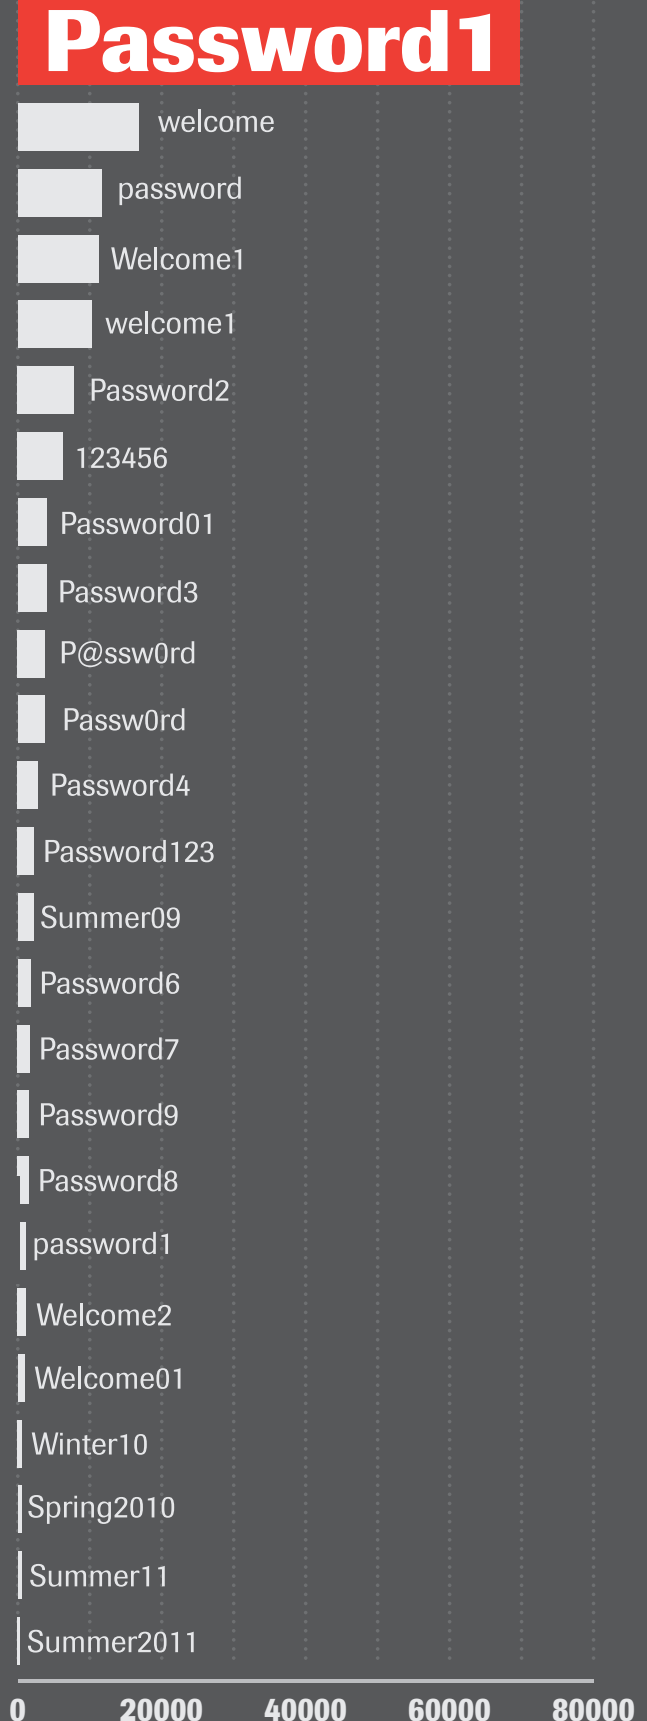 Password1
welcome
password
Welcome1
welcome1
Password2
123456
Password01
Password3
P@ssw0rd
Passw0rd
Password4
Password123
Summer09
Password6
Password7
Password9
Password8
password1
Welcome2
Welcome01
Winter10
Spring2010
Summer11
Summer2011
0 20000 40000 60000 80000